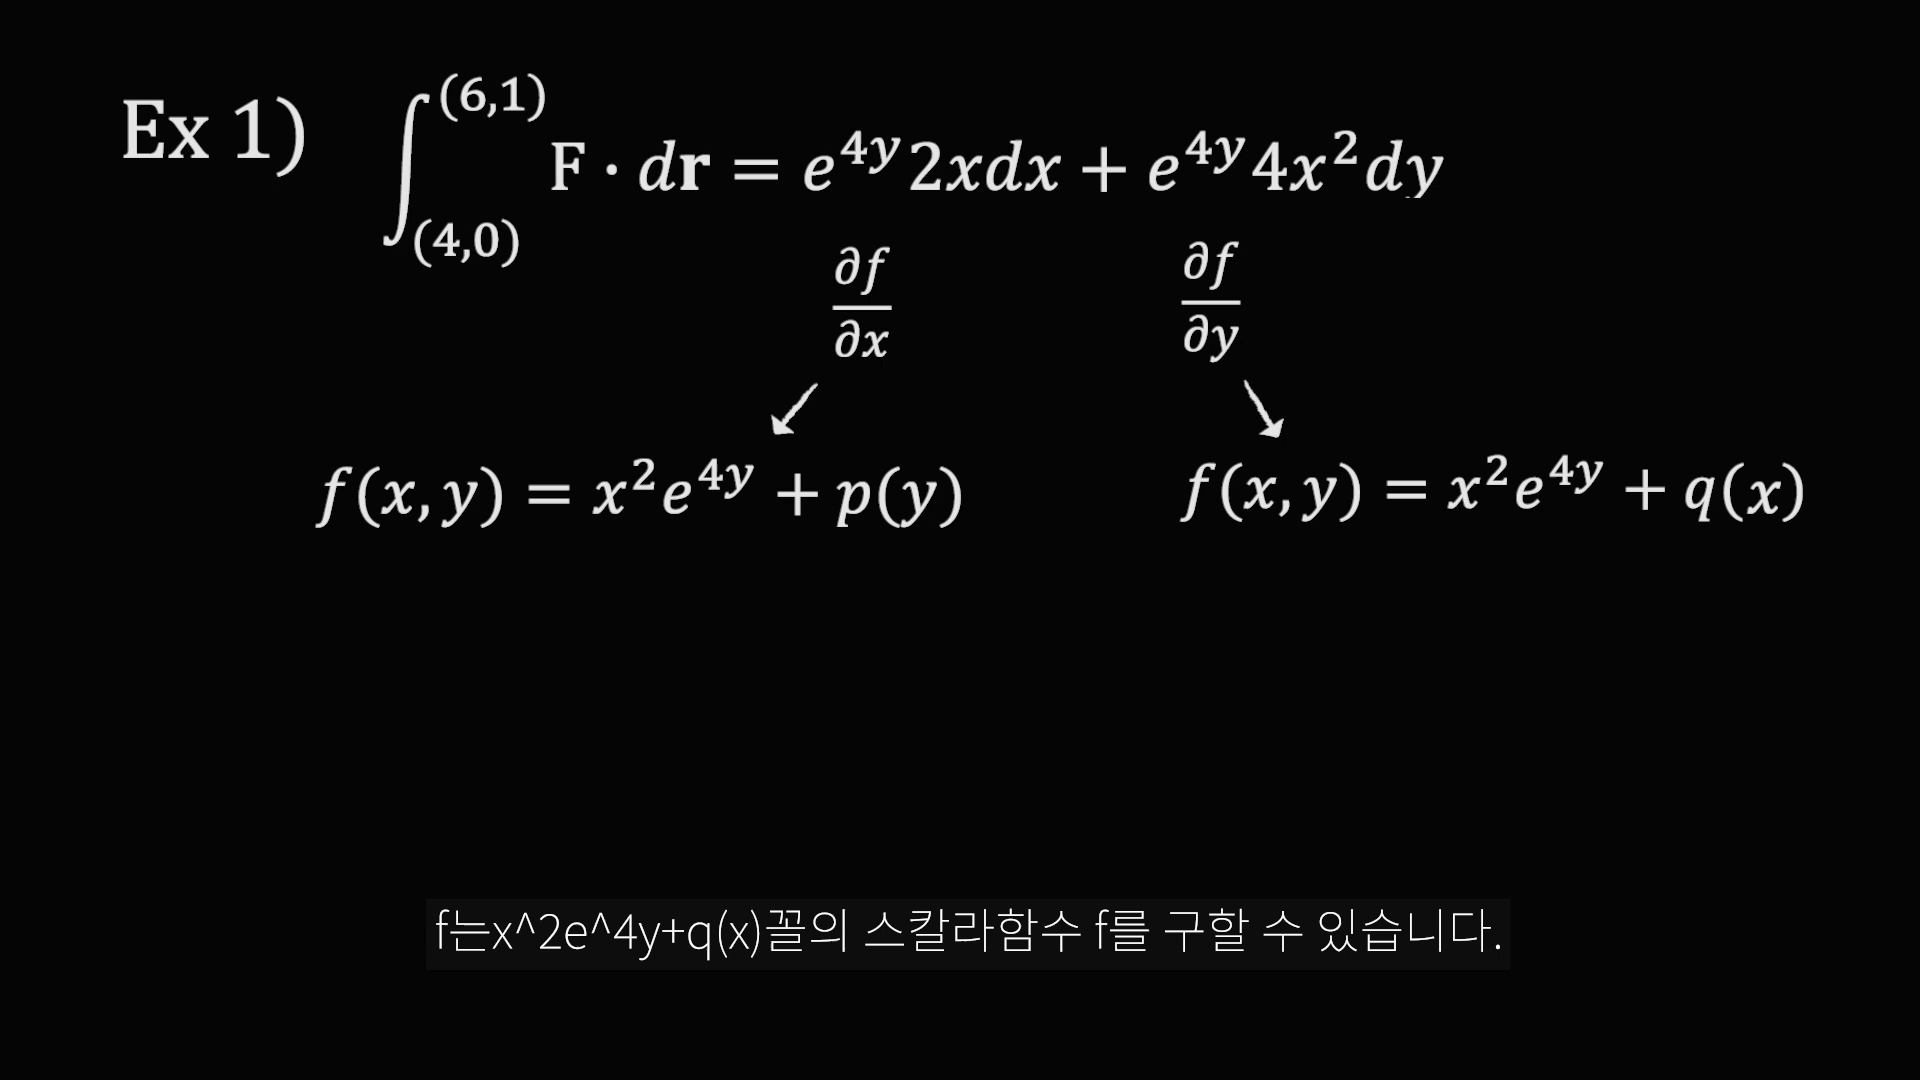 Ex 1) ∫_(4,0)^(6,1) F · d𝐫 = e^{4y}2xdx + e^{4y}4x^2dy
∂f/∂x ∂f/∂y
↙ ↘
f(x, y) = x^2e^{4y} + p(y) f(x, y) = x^2e^{4y} + q(x)
f는x^2e^4y+q(x)꼴의 스칼라함수 f를 구할 수 있습니다.